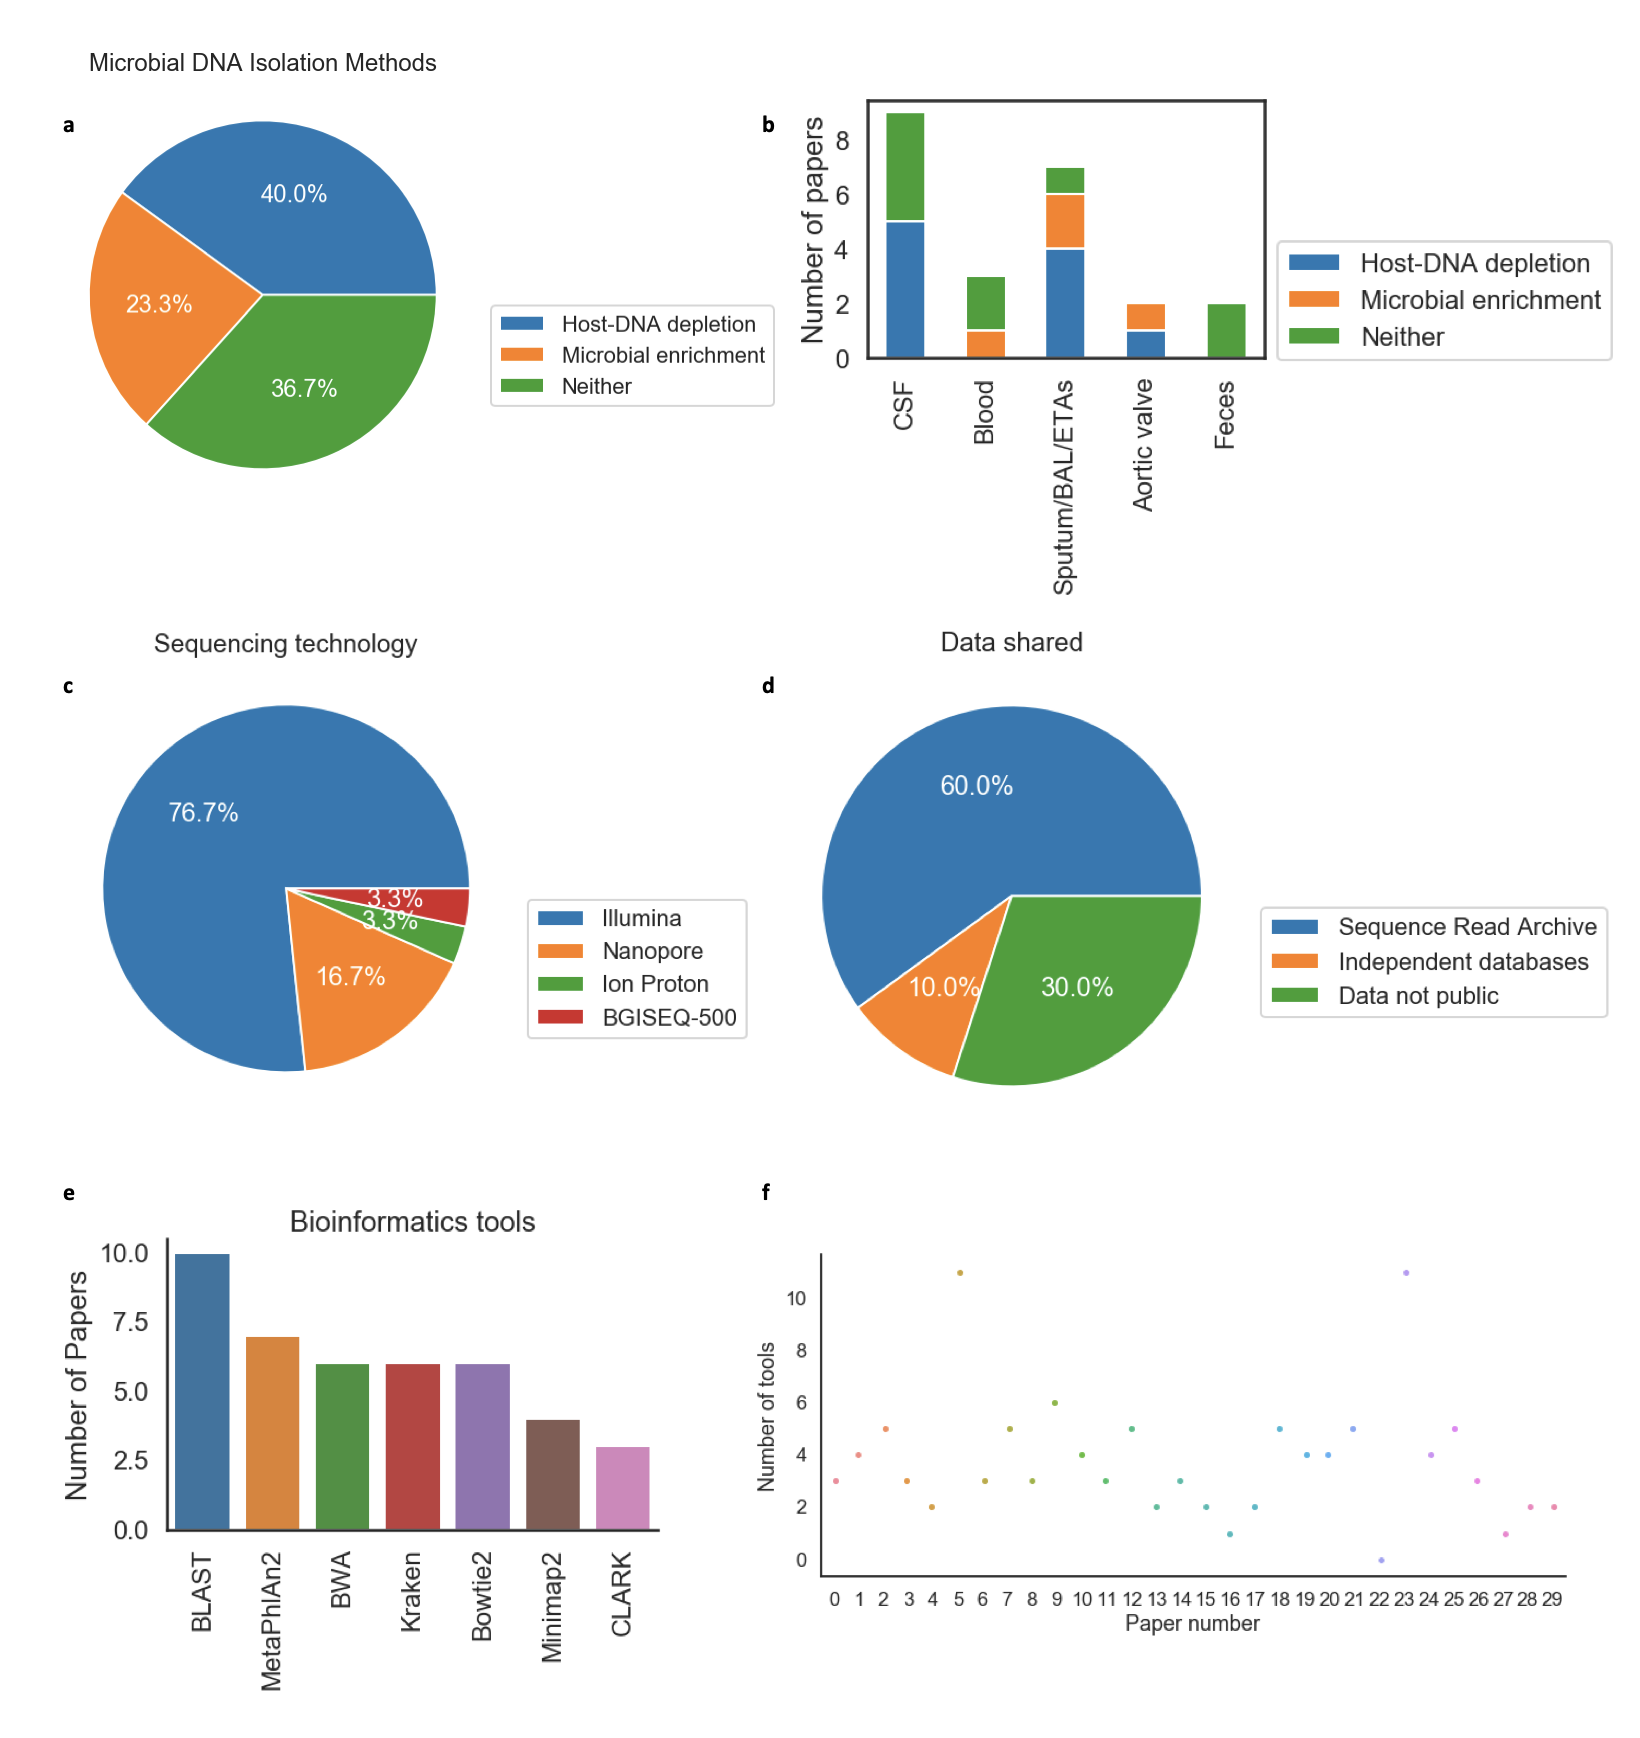 Microbial DNA Isolation Methods
a
40.0%
23.3%
36.7%
Host-DNA depletion
Microbial enrichment
Neither
b
Number of papers
8
6
4
2
0
CSF
Blood
Sputum/BAL/ETAs
Aortic valve
Feces
Host-DNA depletion
Microbial enrichment
Neither
Sequencing technology
c
76.7%
3.3%
3.3%
16.7%
Illumina
Nanopore
Ion Proton
BGISEQ-500
Data shared
d
60.0%
10.0%
30.0%
Sequence Read Archive
Independent databases
Data not public
e
Bioinformatics tools
Number of Papers
10.0
7.5
5.0
2.5
0.0
BLAST
MetaPhlAn2
BWA
Kraken
Bowtie2
Minimap2
CLARK
f
Number of tools
10
8
6
4
2
0
0 1 2 3 4 5 6 7 8 9 10 11 12 13 14 15 16 17 18 19 20 21 22 23 24 25 26 27 28 29
Paper number